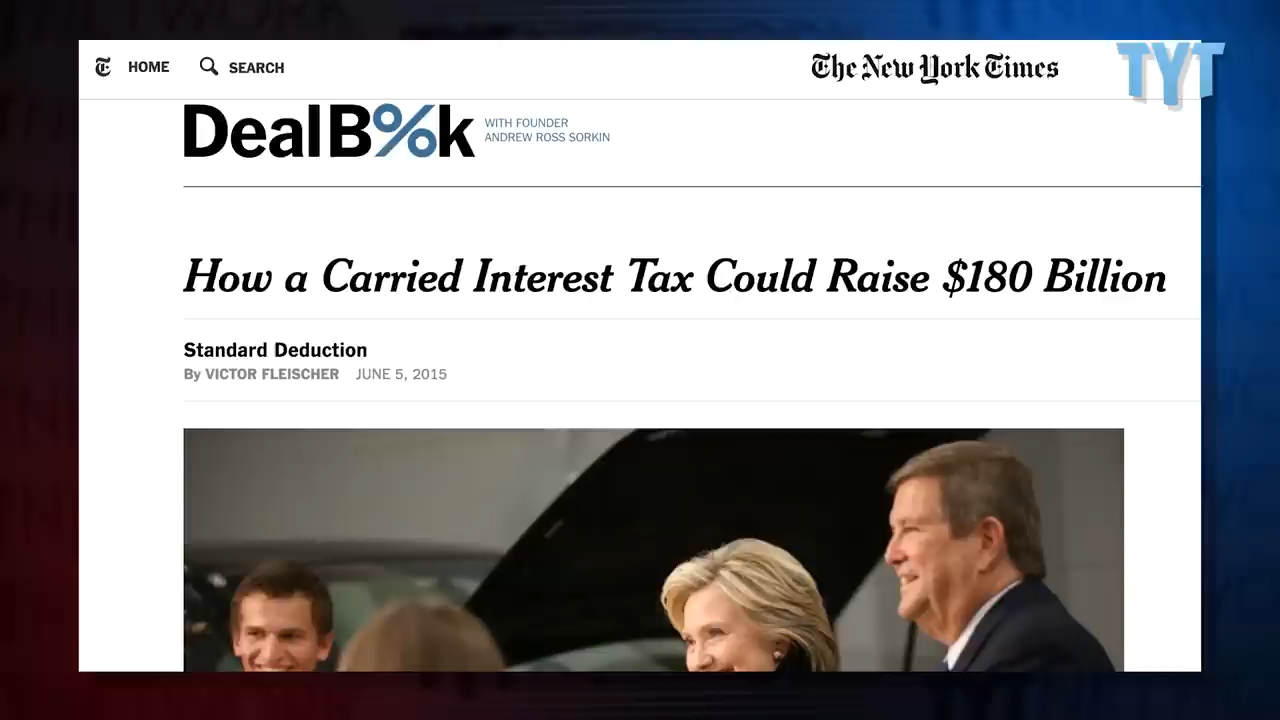 HOME
SEARCH
The New York Times
TYT
DealB%k
WITH FOUNDER
ANDREW ROSS SORKIN
How a Carried Interest Tax Could Raise $180 Billion
Standard Deduction
By VICTOR FLEISCHER JUNE 5, 2015